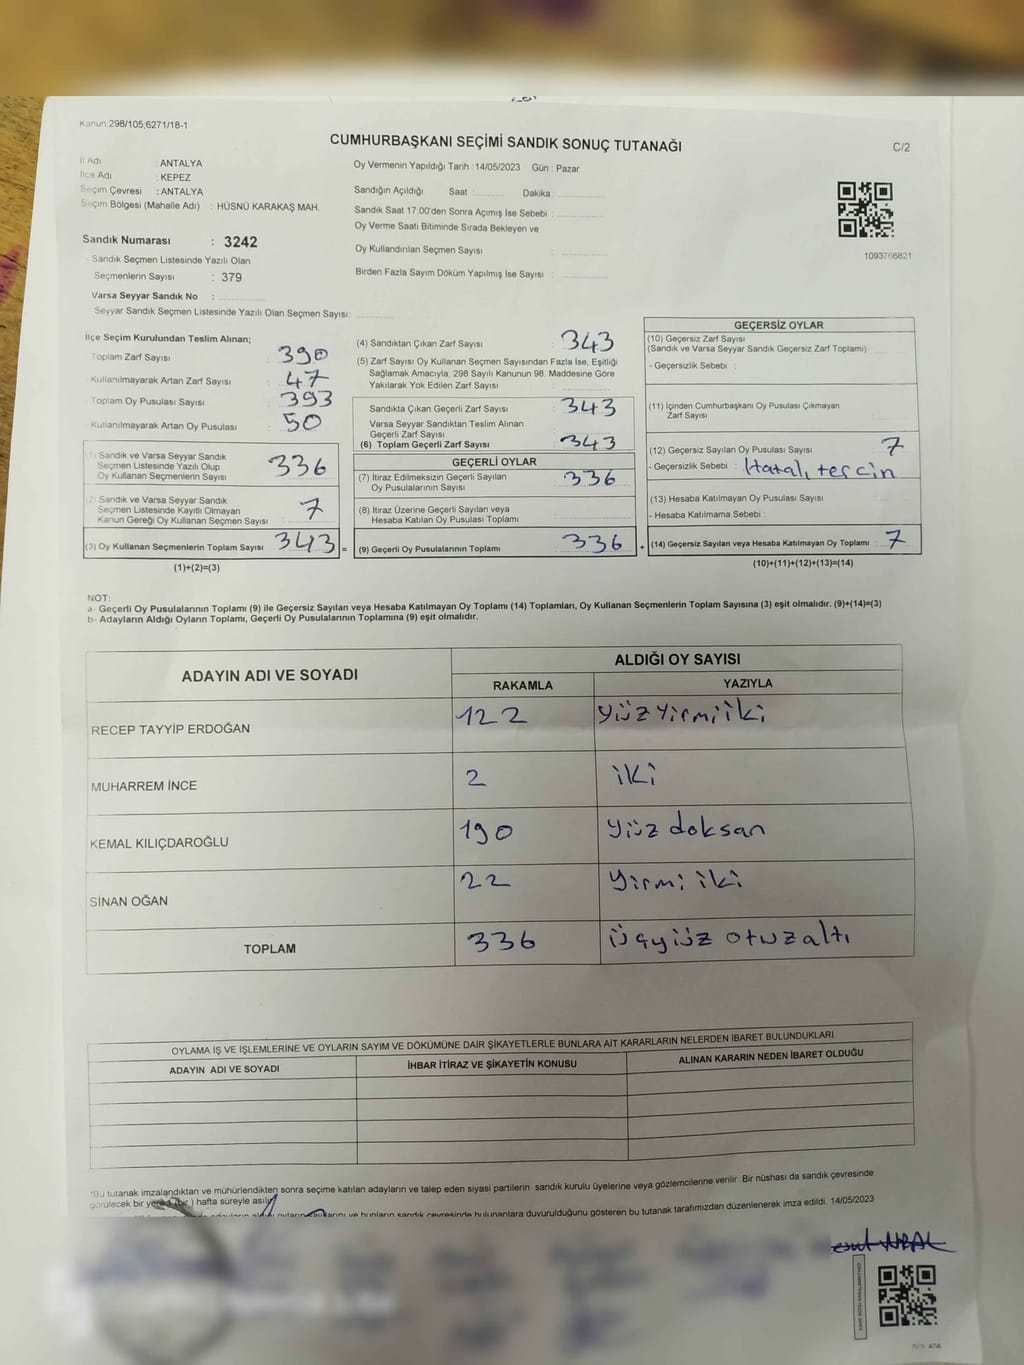 Kanun 298/105;6271/18-1
CUMHURBAŞKANI SEÇİMİ SANDIK SONUÇ TUTANAĞI
C/2
İl Adı : ANTALYA
İlçe Adı : KEPEZ
Seçim Çevresi : ANTALYA
Seçim Bölgesi (Mahalle Adı) : HÜSNÜ KARAKAŞ MAH.
Sandık Numarası : 3242
Sandık Seçmen Listesinde Yazılı Olan
Seçmenlerin Sayısı : 379
Varsa Seyyar Sandık No :
Seyyar Sandık Seçmen Listesinde Yazılı Olan Seçmen Sayısı:
Oy Vermenin Yapıldığı Tarih : 14/05/2023 Gün : Pazar
Sandığın Açıldığı Saat : Dakika :
Sandık Saat 17:00'den Sonra Açımış İse Sebebi :
Oy Verme Saati Bitiminde Sırada Bekleyen ve
Oy Kullandırılan Seçmen Sayısı :
Birden Fazla Sayım Döküm Yapılmış İse Sayısı :
1093766821
İlçe Seçim Kurulundan Teslim Alınan;
Toplam Zarf Sayısı : 390
Kullanılmayarak Artan Zarf Sayısı : 47
Toplam Oy Pusulası Sayısı : 393
Kullanılmayarak Artan Oy Pusulası : 50
(1) Sandık ve Varsa Seyyar Sandık
Seçmen Listesinde Yazılı Olup
Oy Kullanan Seçmenlerin Sayısı : 336
(2) Sandık ve Varsa Seyyar Sandık
Seçmen Listesinde Kayıtlı Olmayan
Kanun Gereği Oy Kullanan Seçmen Sayısı : 7
(3) Oy Kullanan Seçmenlerin Toplam Sayısı : 343 =
(1)+(2)=(3)
(4) Sandıktan Çıkan Zarf Sayısı : 343
(5) Zarf Sayısı Oy Kullanan Seçmen Sayısından Fazla İse, Eşitliği
Sağlamak Amacıyla; 298 Sayılı Kanunun 98. Maddesine Göre
Yakılarak Yok Edilen Zarf Sayısı :
Sandıkta Çıkan Geçerli Zarf Sayısı : 343
Varsa Seyyar Sandıktan Teslim Alınan
Geçerli Zarf Sayısı :
(6) Toplam Geçerli Zarf Sayısı : 343
GEÇERLİ OYLAR
(7) İtiraz Edilmeksizin Geçerli Sayılan
Oy Pusulalarının Sayısı : 336
(8) İtiraz Üzerine Geçerli Sayılan veya
Hesaba Katılan Oy Pusulası Toplamı :
(9) Geçerli Oy Pusulalarının Toplamı : 336 +
GEÇERSİZ OYLAR
(10) Geçersiz Zarf Sayısı
(Sandık ve Varsa Seyyar Sandık Geçersiz Zarf Toplamı) :
- Geçersizlik Sebebi :
(11) İçinden Cumhurbaşkanı Oy Pusulası Çıkmayan
Zarf Sayısı :
(12) Geçersiz Sayılan Oy Pusulası Sayısı : 7
- Geçersizlik Sebebi : Hatalı tercin
(13) Hesaba Katılmayan Oy Pusulası Sayısı :
- Hesaba Katılmama Sebebi :
(14) Geçersiz Sayılan veya Hesaba Katılmayan Oy Toplamı : 7
(10)+(11)+(12)+(13)=(14)
NOT:
a- Geçerli Oy Pusulalarının Toplamı (9) ile Geçersiz Sayılan veya Hesaba Katılmayan Oy Toplamı (14) Toplamları, Oy Kullanan Seçmenlerin Toplam Sayısına (3) eşit olmalıdır. (9)+(14)=(3)
b- Adayların Aldığı Oyların Toplamı, Geçerli Oy Pusulalarının Toplamına (9) eşit olmalıdır.
ADAYIN ADI VE SOYADI ALDIĞI OY SAYISI
RAKAMLA YAZIYLA
RECEP TAYYİP ERDOĞAN 122 Yüz Yirmi iki
MUHARREM İNCE 2 iki
KEMAL KILIÇDAROĞLU 190 Yüz doksan
SİNAN OĞAN 22 Yirmi iki
TOPLAM 336 üçyüz otuzaltı
OYLAMA İŞ VE İŞLEMLERİNE VE OYLARIN SAYIM VE DÖKÜMÜNE DAİR ŞİKAYETLERLE BUNLARA AİT KARARLARIN NELERDEN İBARET BULUNDUKLARI
ADAYIN ADI VE SOYADI İHBAR İTİRAZ VE ŞİKAYETİN KONUSU ALINAN KARARIN NEDEN İBARET OLDUĞU
*Bu tutanak imzalandıktan ve mühürlendikten sonra seçime katılan adayların ve talep eden siyasi partilerin sandık kurulu üyelerine veya gözlemcilerine verilir. Bir nüshası da sandık çevresinde
görülecek bir yere 1 (bir) hafta süreyle asılır.
bunların sandık çevresinde bulunanlara duyurulduğunu gösteren bu tutanak tarafımızdan düzenlenerek imza edildi. 14/05/2023